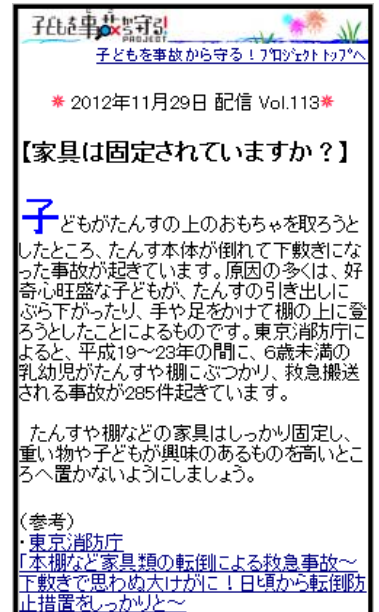 子どもを事故から守る!
PROJECT
子どもを事故から守る！プロジェクトトップへ
2012年11月29日 配信 Vol.113
【家具は固定されていますか？】
子どもがたんすの上のおもちゃを取ろうと
したところ、たんす本体が倒れて下敷きにな
った事故が起きています。原因の多くは、好
奇心旺盛な子どもが、たんすの引き出しに
ぶら下がったり、手や足をかけて棚の上に登
ろうとしたことによるものです。東京消防庁に
よると、平成19～23年の間に、6歳未満の
乳幼児がたんすや棚にぶつかり、救急搬送
される事故が285件起きています。
たんすや棚などの家具はしっかり固定し、
重い物や子どもが興味のあるものを高いとこ
ろへ置かないようにしましょう。
(参考)
・東京消防庁
「本棚など家具類の転倒による救急事故～
下敷きで思わぬ大けがに！日頃から転倒防
止措置をしっかりと～